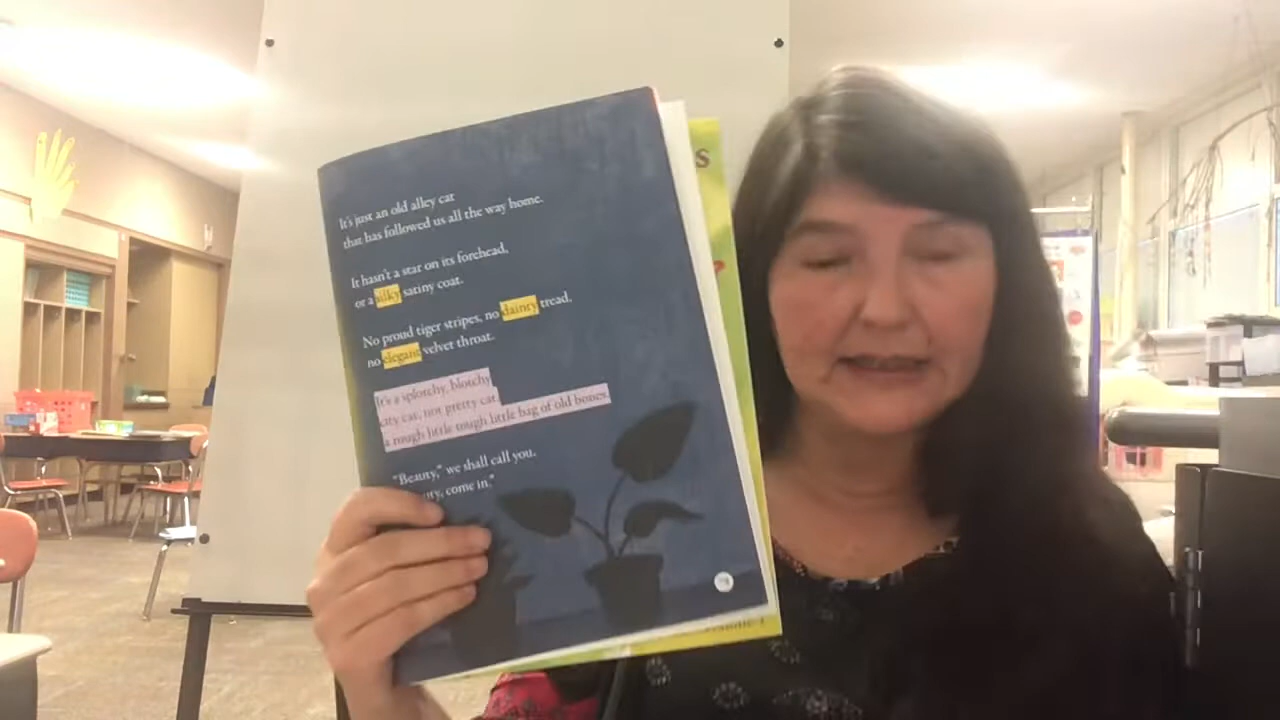 It's just an old alley cat
that has followed us all the way home.
It hasn't a star on its forehead,
or a silky satiny coat.
No proud tiger stripes, no dainty tread,
no elegant velvet throat.
It's a splotchy, blotchy
city cat, not pretty cat,
a rough little tough little bag of old bones.
"Beauty," we shall call you.
come in."
s